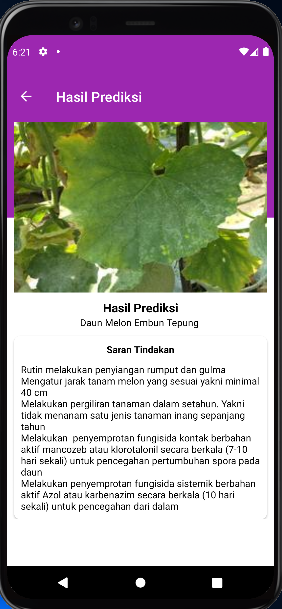 6:21
Hasil Prediksi
Hasil Prediksi
Daun Melon Embun Tepung
Saran Tindakan
Rutin melakukan penyiangan rumput dan gulma
Mengatur jarak tanam melon yang sesuai yakni minimal
40 cm
Melakukan pergiliran tanaman dalam setahun. Yakni
tidak menanam satu jenis tanaman inang sepanjang
tahun
Melakukan penyemprotan fungisida kontak berbahan
aktif mancozeb atau klorotalonil secara berkala (7-10
hari sekali) untuk pencegahan pertumbuhan spora pada
daun
Melakukan penyemprotan fungisida sistemik berbahan
aktif Azol atau karbenazim secara berkala (10 hari
sekali) untuk pencegahan dari dalam